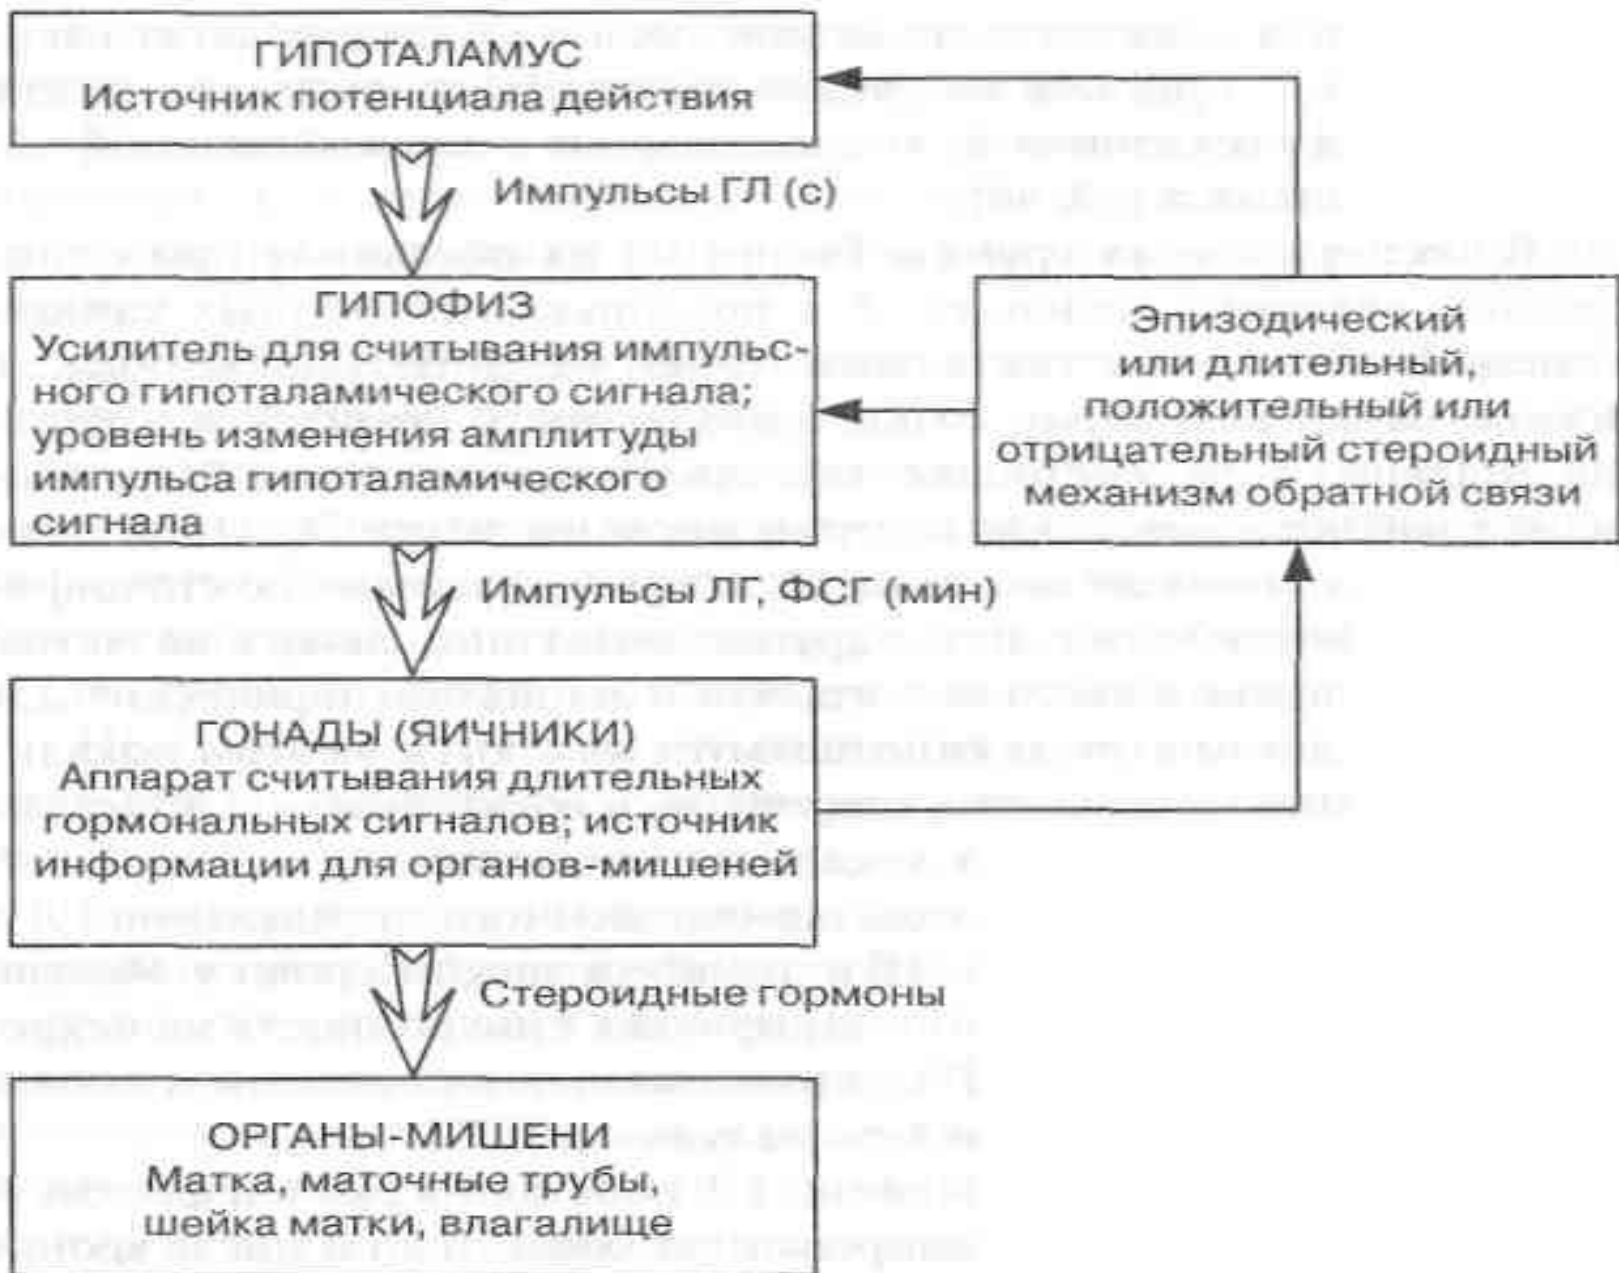 ГИПОТАЛАМУС
Источник потенциала действия
Импульсы ГЛ (с)
ГИПОФИЗ
Усилитель для считывания импульс-
ного гипоталамического сигнала;
уровень изменения амплитуды
импульса гипоталамического
сигнала
Эпизодический
или длительный,
положительный или
отрицательный стероидный
механизм обратной связи
Импульсы ЛГ, ФСГ (мин)
ГОНАДЫ (ЯИЧНИКИ)
Аппарат считывания длительных
гормональных сигналов; источник
информации для органов-мишеней
Стероидные гормоны
ОРГАНЫ-МИШЕНИ
Матка, маточные трубы,
шейка матки, влагалище